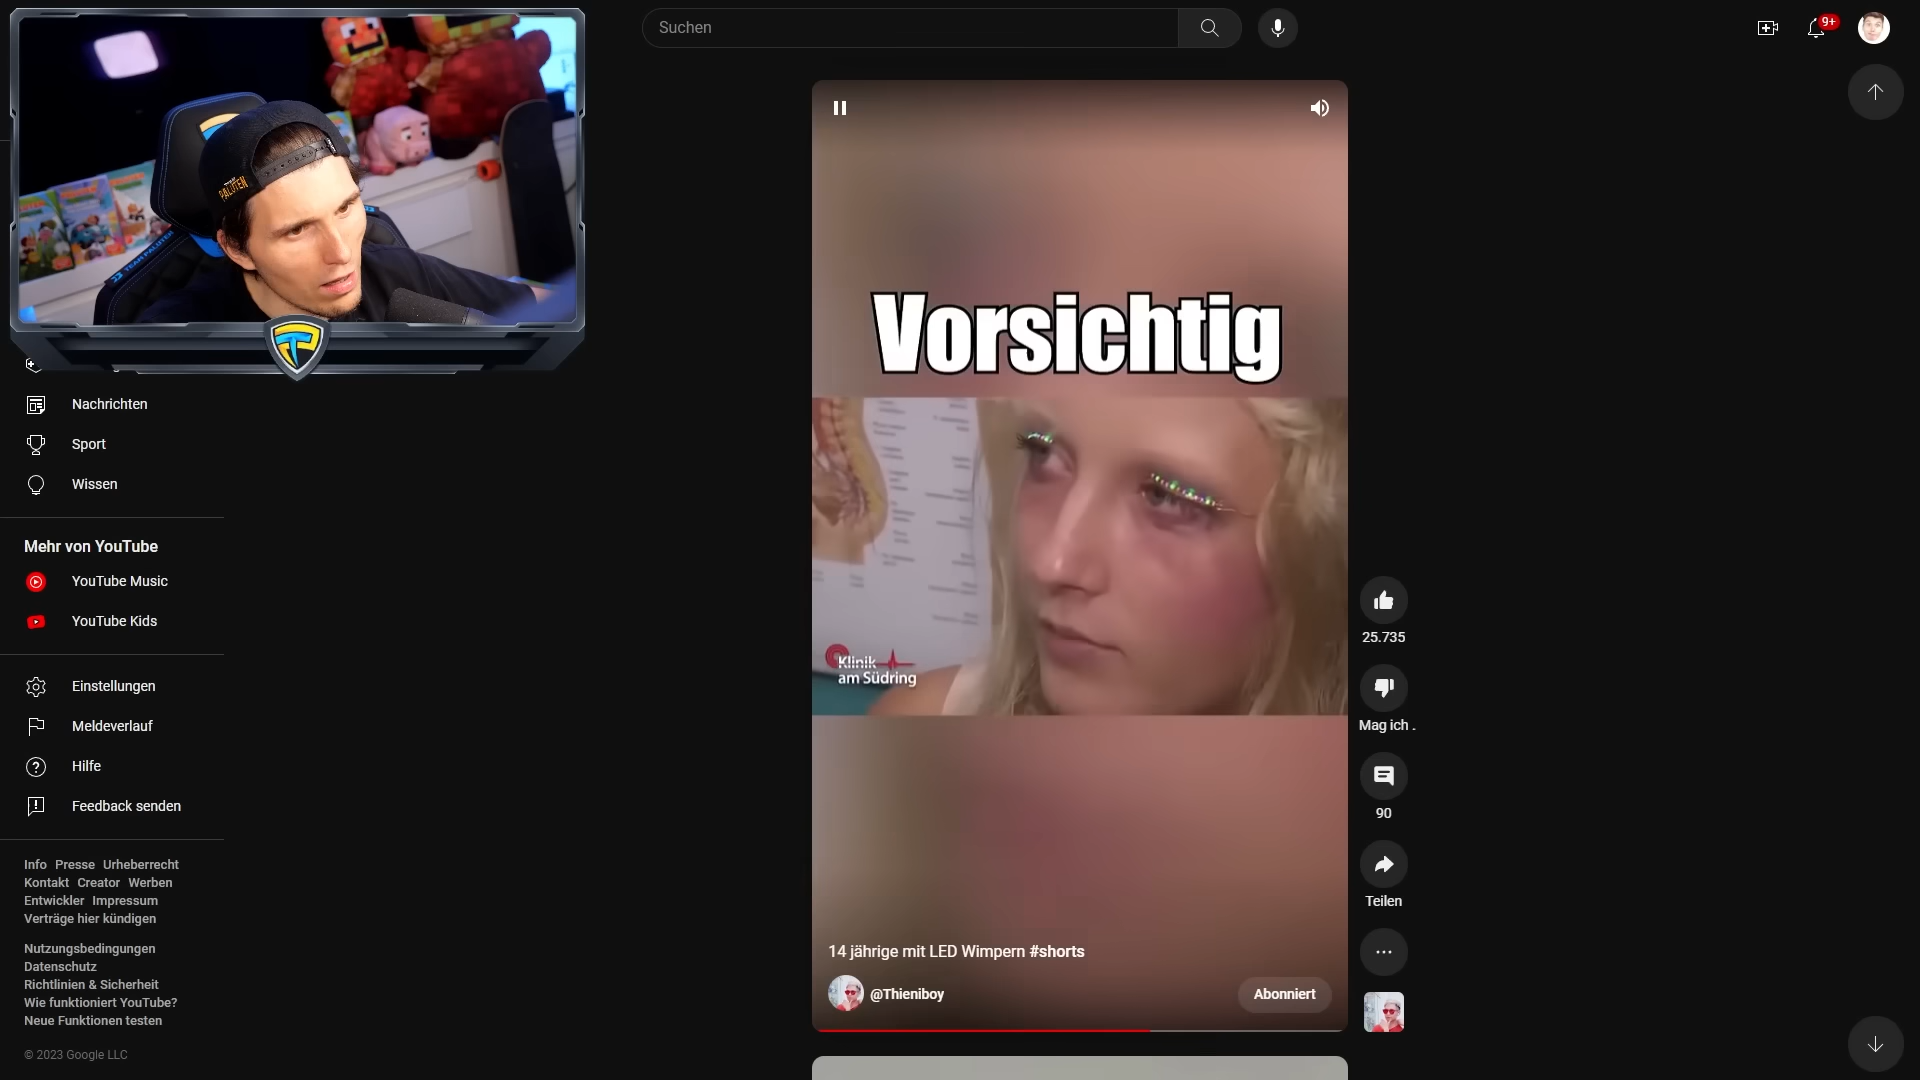 Suchen
9+
PALUTEN
TEAM PALUTEN
Nachrichten
Sport
Wissen
Mehr von YouTube
YouTube Music
YouTube Kids
Einstellungen
Meldeverlauf
Hilfe
Feedback senden
Info Presse Urheberrecht
Kontakt Creator Werben
Entwickler Impressum
Verträge hier kündigen
Nutzungsbedingungen
Datenschutz
Richtlinien & Sicherheit
Wie funktioniert YouTube?
Neue Funktionen testen
© 2023 Google LLC
Vorsichtig
Klinik
am Südring
14 jährige mit LED Wimpern #shorts
@Thieniboy
Abonniert
25.735
Mag ich .
90
Teilen